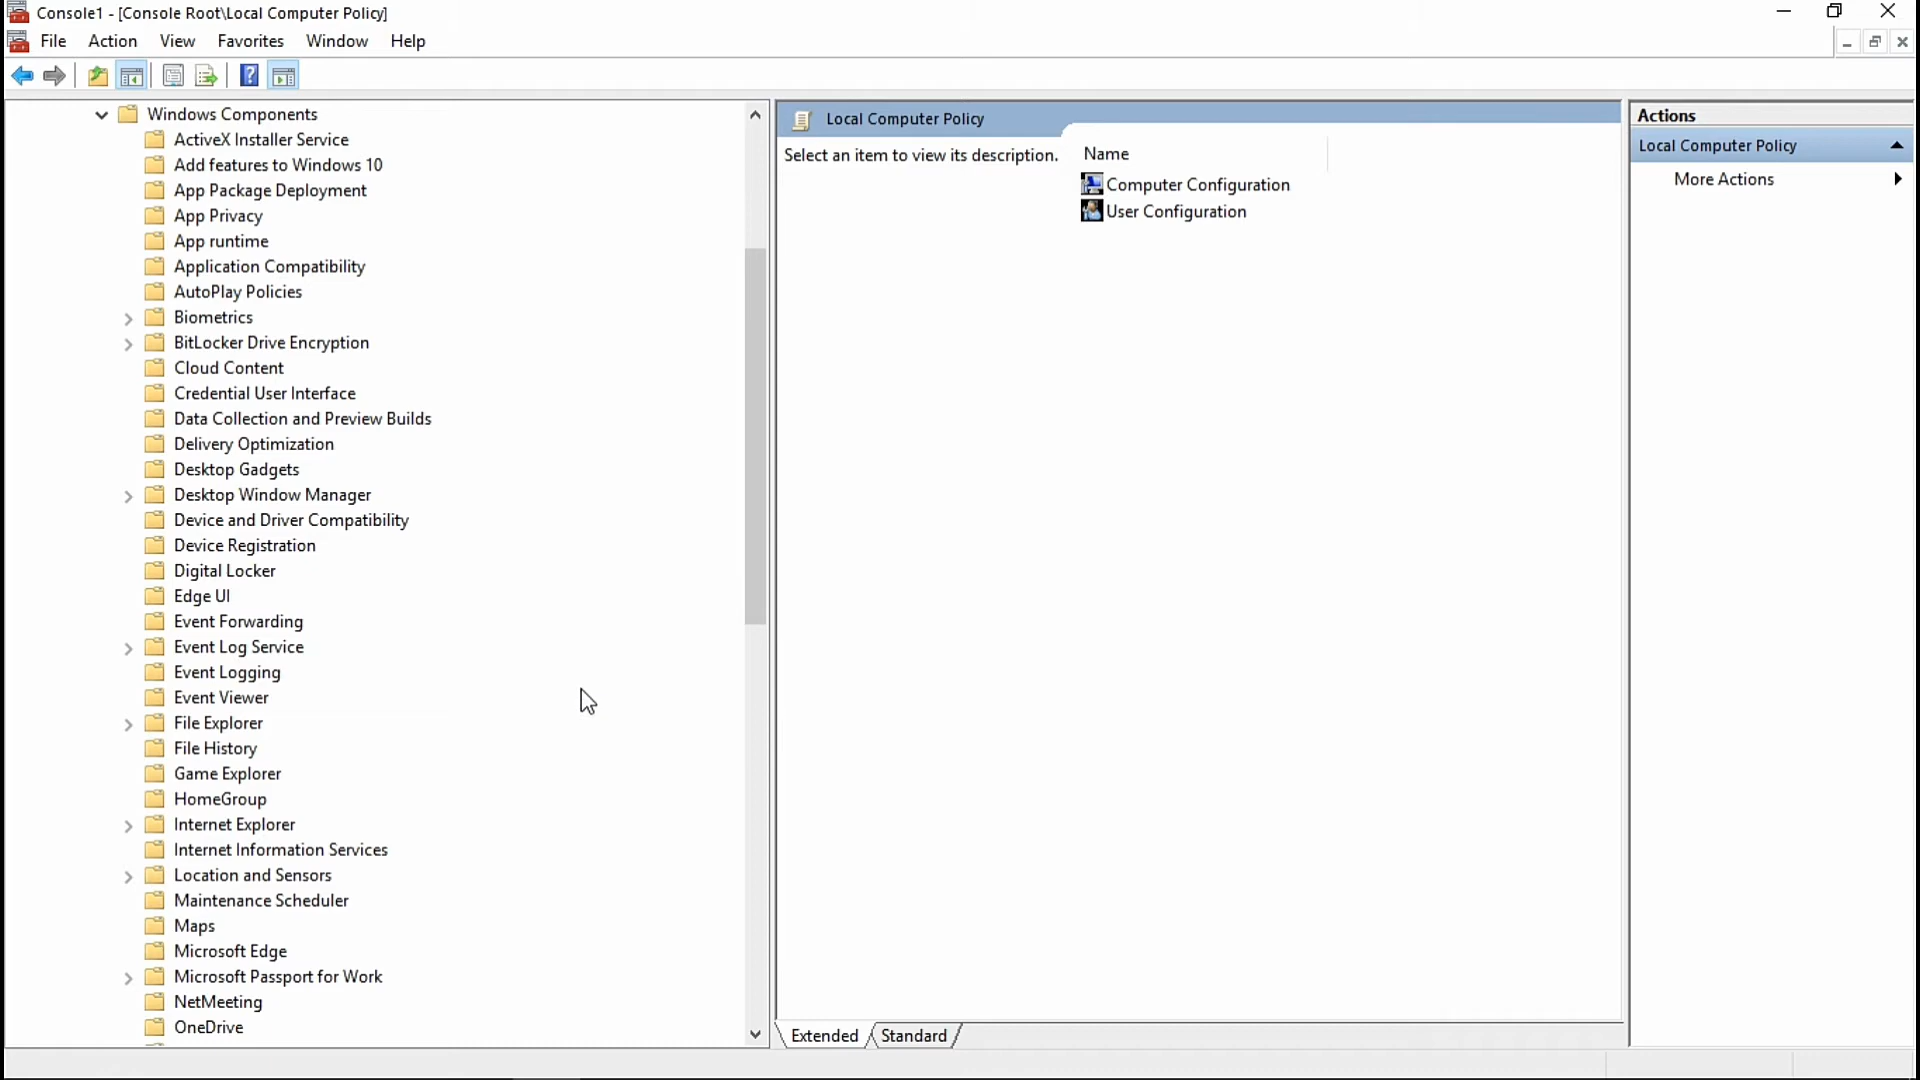 Console1 - [Console Root\Local Computer Policy]
File Action View Favorites Window Help
Windows Components
ActiveX Installer Service
Add features to Windows 10
App Package Deployment
App Privacy
App runtime
Application Compatibility
AutoPlay Policies
Biometrics
BitLocker Drive Encryption
Cloud Content
Credential User Interface
Data Collection and Preview Builds
Delivery Optimization
Desktop Gadgets
Desktop Window Manager
Device and Driver Compatibility
Device Registration
Digital Locker
Edge UI
Event Forwarding
Event Log Service
Event Logging
Event Viewer
File Explorer
File History
Game Explorer
HomeGroup
Internet Explorer
Internet Information Services
Location and Sensors
Maintenance Scheduler
Maps
Microsoft Edge
Microsoft Passport for Work
NetMeeting
OneDrive
Local Computer Policy
Select an item to view its description.
Name
Computer Configuration
User Configuration
Extended Standard
Actions
Local Computer Policy
More Actions